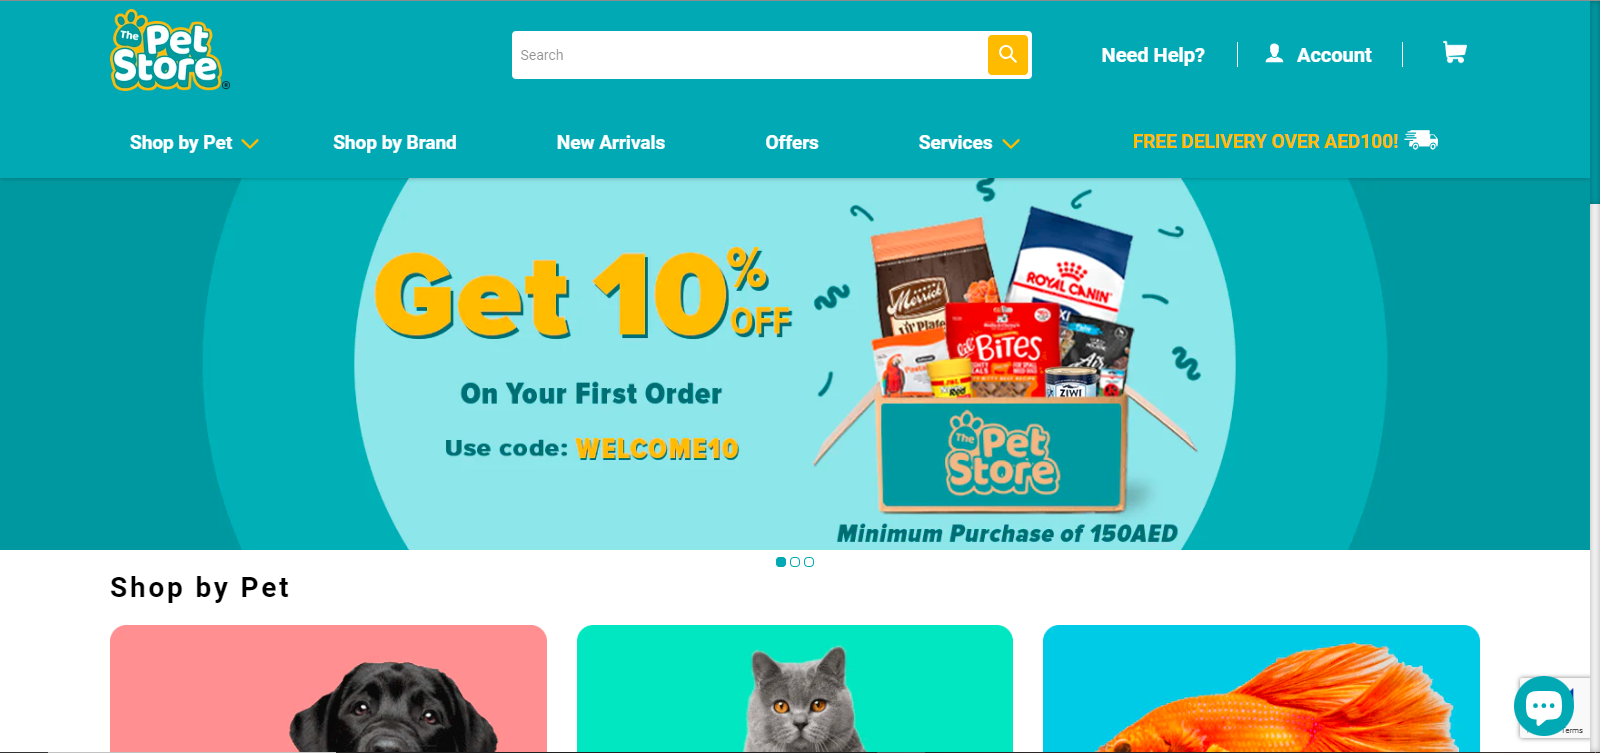 The
Pet
Store
®
Search
Need Help?
Account
Shop by Pet
Shop by Brand
New Arrivals
Offers
Services
FREE DELIVERY OVER AED100!
Get 10%
OFF
On Your First Order
Use code: WELCOME10
Merrick
Lil' Plate
ROYAL CANIN
lil' BITES
ZIWI
The
Pet
Store
Minimum Purchase of 150AED
Shop by Pet
Terms